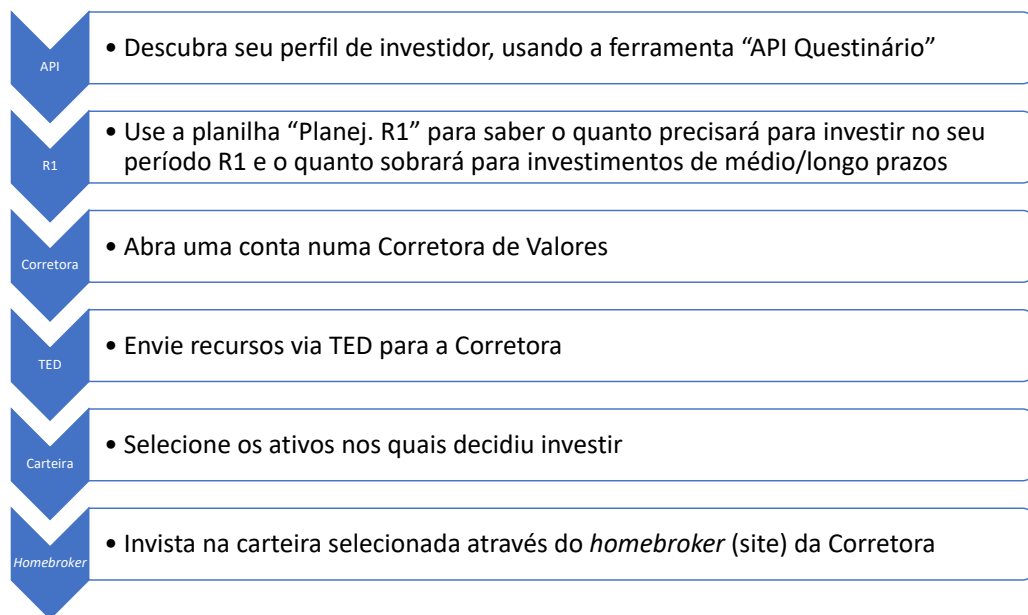 API
• Descubra seu perfil de investidor, usando a ferramenta “API Questinário”
R1
• Use a planilha “Planej. R1” para saber o quanto precisará para investir no seu
período R1 e o quanto sobrará para investimentos de médio/longo prazos
Corretora
• Abra uma conta numa Corretora de Valores
TED
• Envie recursos via TED para a Corretora
Carteira
• Selecione os ativos nos quais decidiu investir
Homebroker
• Invista na carteira selecionada através do homebroker (site) da Corretora